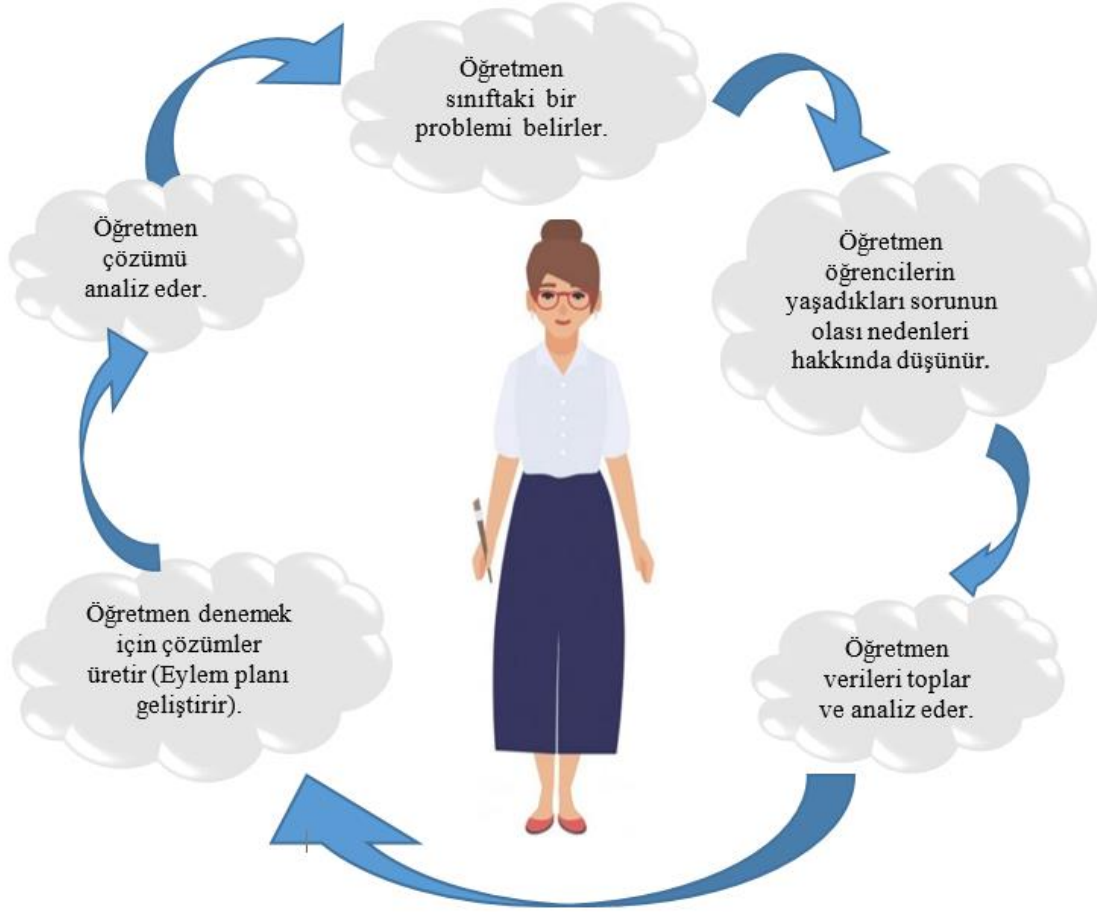 Öğretmen
sınıftaki bir
problemi belirler.
Öğretmen
öğrencilerin
yaşadıkları sorunun
olası nedenleri
hakkında düşünür.
Öğretmen
verileri toplar
ve analiz eder.
Öğretmen denemek
için çözümler
üretir (Eylem planı
geliştirir).
Öğretmen
çözümü
analiz eder.